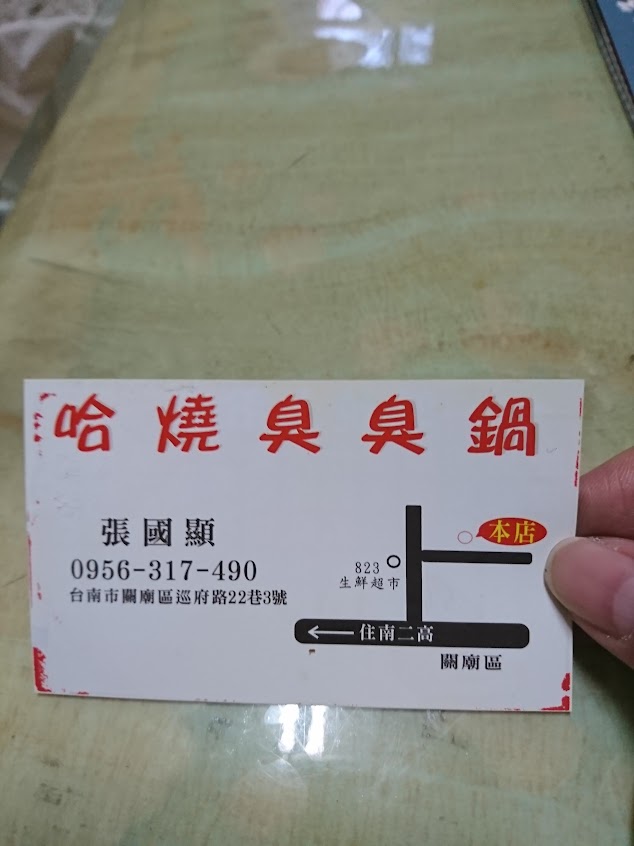 哈燒臭臭鍋
張國顯
0956-317-490
台南市關廟區巡府路22巷3號
本店
823
生鮮超市
←住南二高
關廟區